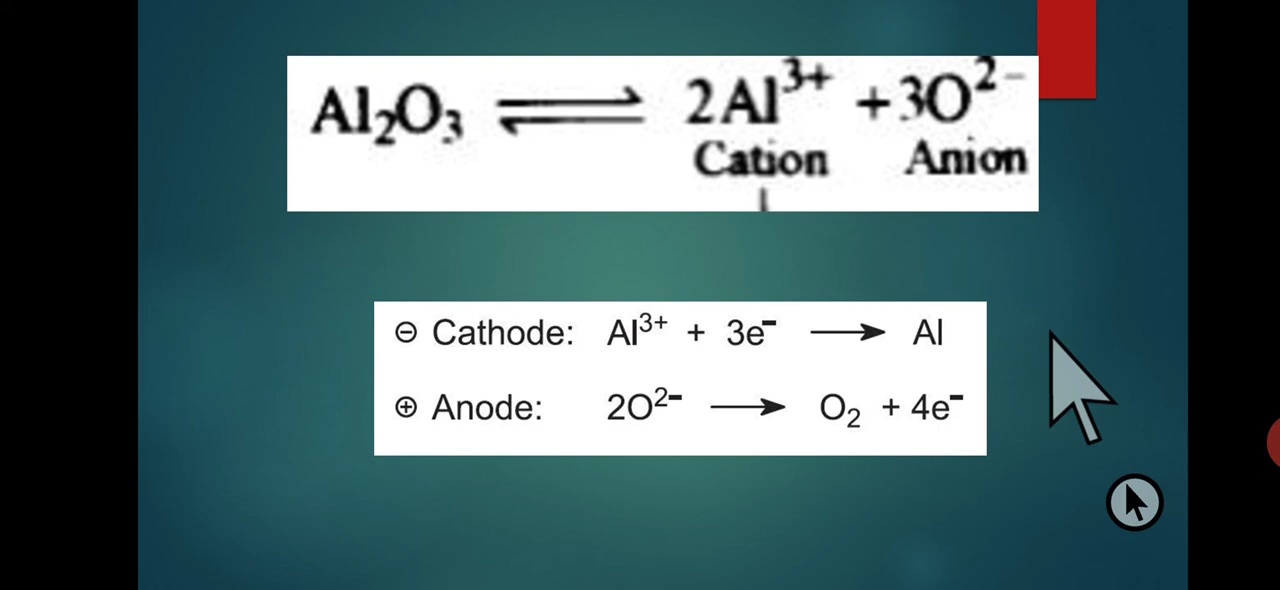 Al₂O₃ ⇌ 2Al³⁺ + 3O²⁻
Cation Anion
⊖ Cathode: Al³⁺ + 3e⁻ ⟶ Al
⊕ Anode: 2O²⁻ ⟶ O₂ + 4e⁻